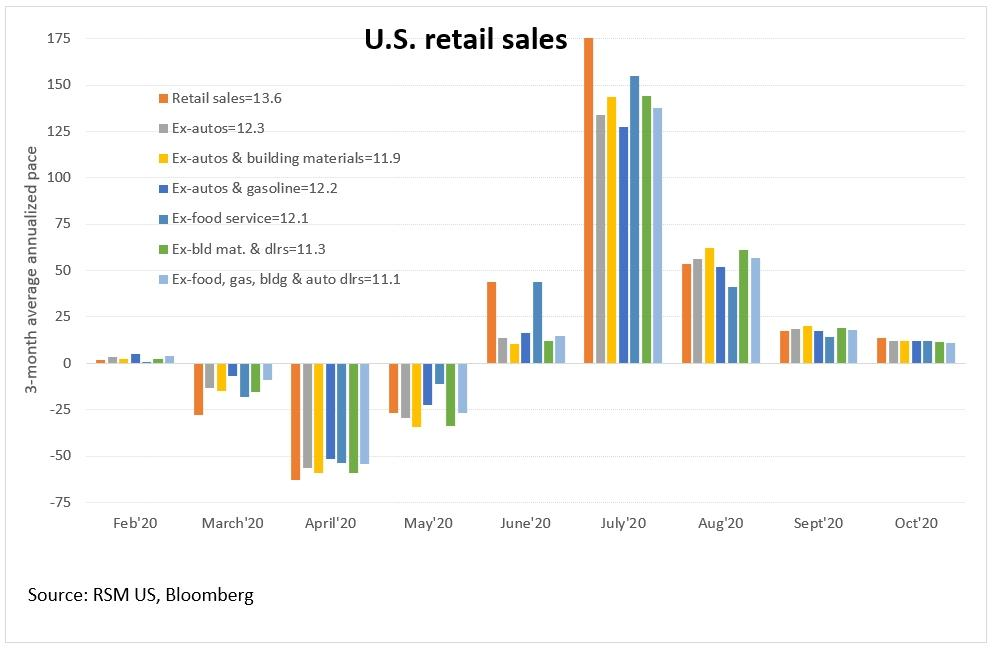 U.S. retail sales
175
150
125
100
75
50
25
0
-25
-50
-75
3-month average annualized pace
Retail sales=13.6
Ex-autos=12.3
Ex-autos & building materials=11.9
Ex-autos & gasoline=12.2
Ex-food service=12.1
Ex-bld mat. & dlrs=11.3
Ex-food, gas, bldg & auto dlrs=11.1
Feb'20 March'20 April'20 May'20 June'20 July'20 Aug'20 Sept'20 Oct'20
Source: RSM US, Bloomberg